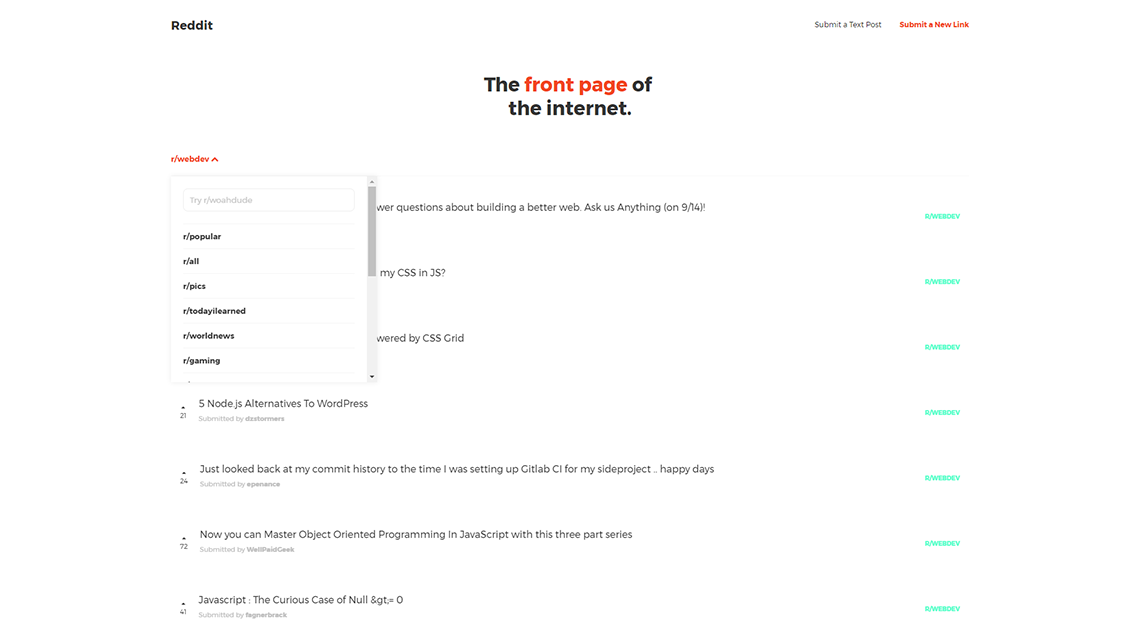 Reddit
Submit a Text Post
Submit a New Link
The front page of
the internet.
r/webdev
Try r/woahdude
wer questions about building a better web. Ask us Anything (on 9/14)!
R/WEBDEV
r/popular
r/all
my CSS in JS?
R/WEBDEV
r/pics
r/todayilearned
r/worldnews
wered by CSS Grid
R/WEBDEV
r/gaming
5 Node.js Alternatives To WordPress
21
Submitted by dzstormers
R/WEBDEV
Just looked back at my commit history to the time I was setting up Gitlab CI for my sideproject .. happy days
24
Submitted by epenance
R/WEBDEV
Now you can Master Object Oriented Programming In JavaScript with this three part series
72
Submitted by WellPaidGeek
R/WEBDEV
Javascript : The Curious Case of Null &gt;= 0
41
Submitted by fagnerbrack
R/WEBDEV